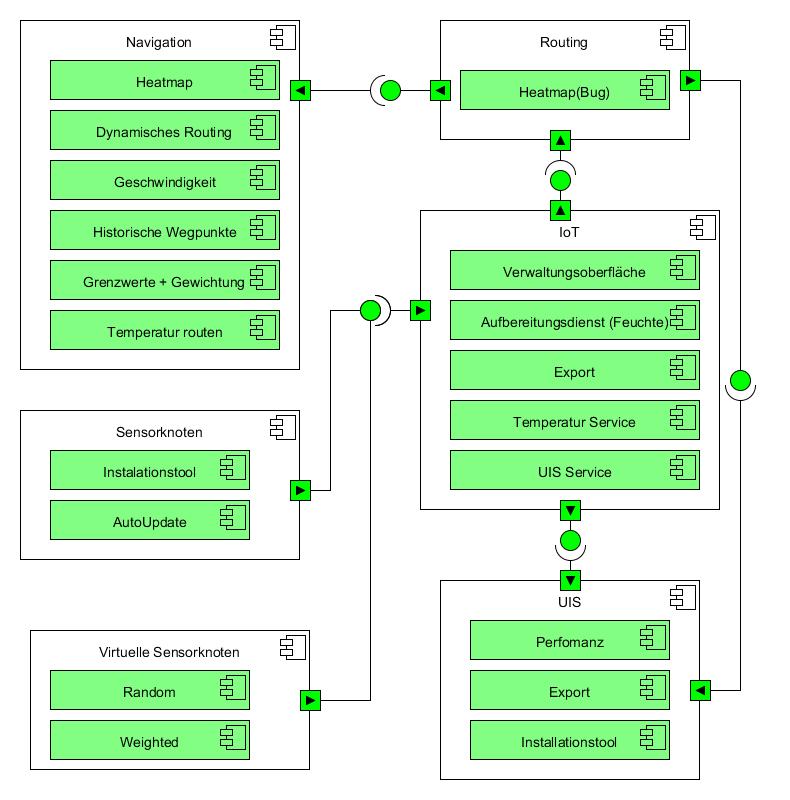 Navigation
Heatmap
Dynamisches Routing
Geschwindigkeit
Historische Wegpunkte
Grenzwerte + Gewichtung
Temperatur routen
Routing
Heatmap(Bug)
IoT
Verwaltungsoberfläche
Aufbereitungsdienst (Feuchte)
Export
Temperatur Service
UIS Service
Sensorknoten
Instalationstool
AutoUpdate
Virtuelle Sensorknoten
Random
Weighted
UIS
Perfomanz
Export
Installationstool